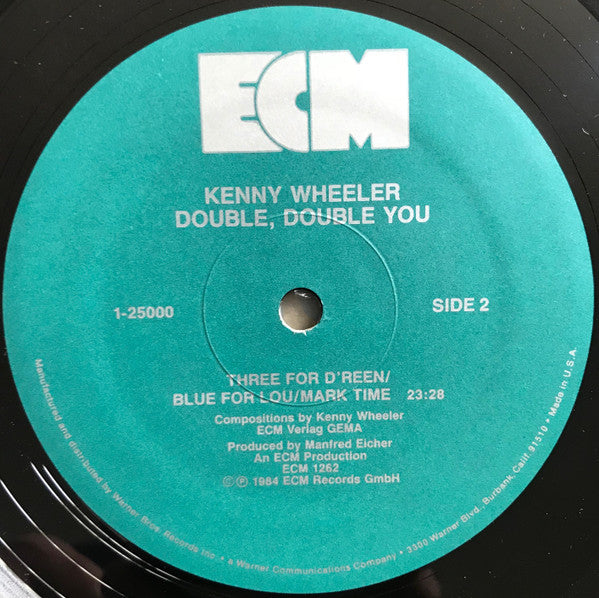 ECM
KENNY WHEELER
DOUBLE, DOUBLE YOU
1-25000
SIDE 2
THREE FOR D'REEN/
BLUE FOR LOU/MARK TIME 23:28
Compositions by Kenny Wheeler
ECM Verlag GEMA
Produced by Manfred Eicher
An ECM Production
ECM 1262
© ℗ 1984 ECM Records GmbH
Manufactured and distributed by Warner Bros. Records Inc. • a Warner Communications Company • 3300 Warner Blvd., Burbank, Calif. 91510 • Made in U.S.A.